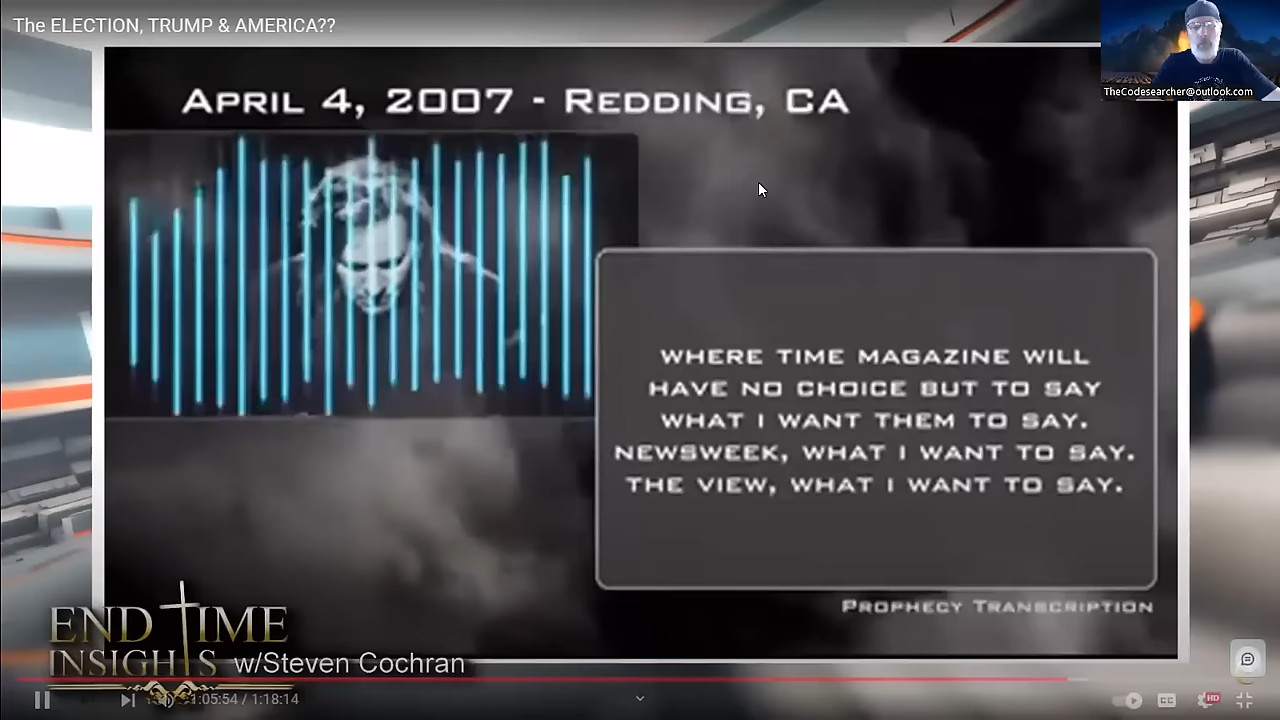 The ELECTION, TRUMP & AMERICA??
TheCodesearcher@outlook.com
APRIL 4, 2007 - REDDING, CA
WHERE TIME MAGAZINE WILL
HAVE NO CHOICE BUT TO SAY
WHAT I WANT THEM TO SAY.
NEWSWEEK, WHAT I WANT TO SAY.
THE VIEW, WHAT I WANT TO SAY.
PROPHECY TRANSCRIPTION
END TIME
INSIGHTS w/Steven Cochran
1:05:54 / 1:18:14
CC
HD